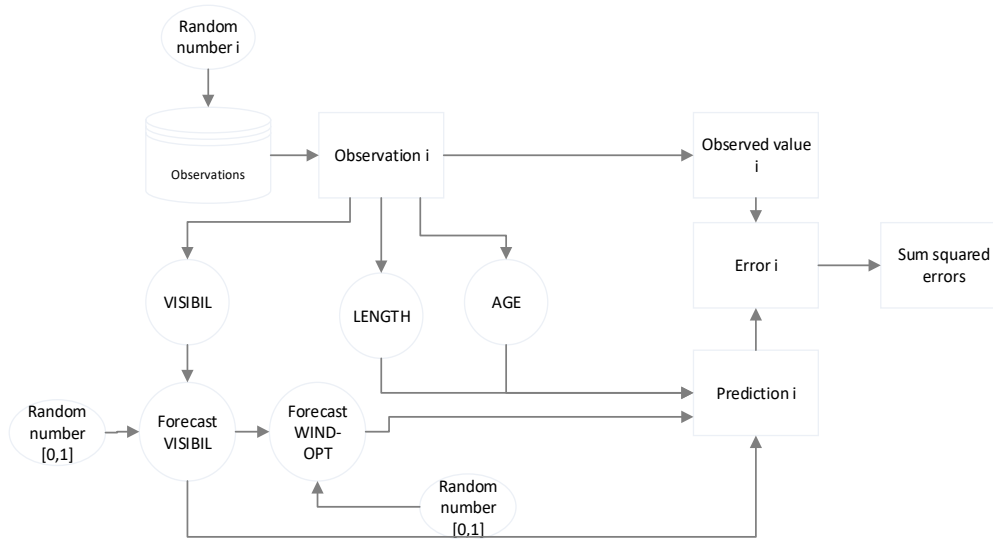 Random
number i
Observations
Observation i
Observed value
i
VISIBIL
LENGTH
AGE
Error i
Sum squared
errors
Prediction i
Random
number
[0,1]
Forecast
VISIBIL
Forecast
WIND-
OPT
Random
number
[0,1]